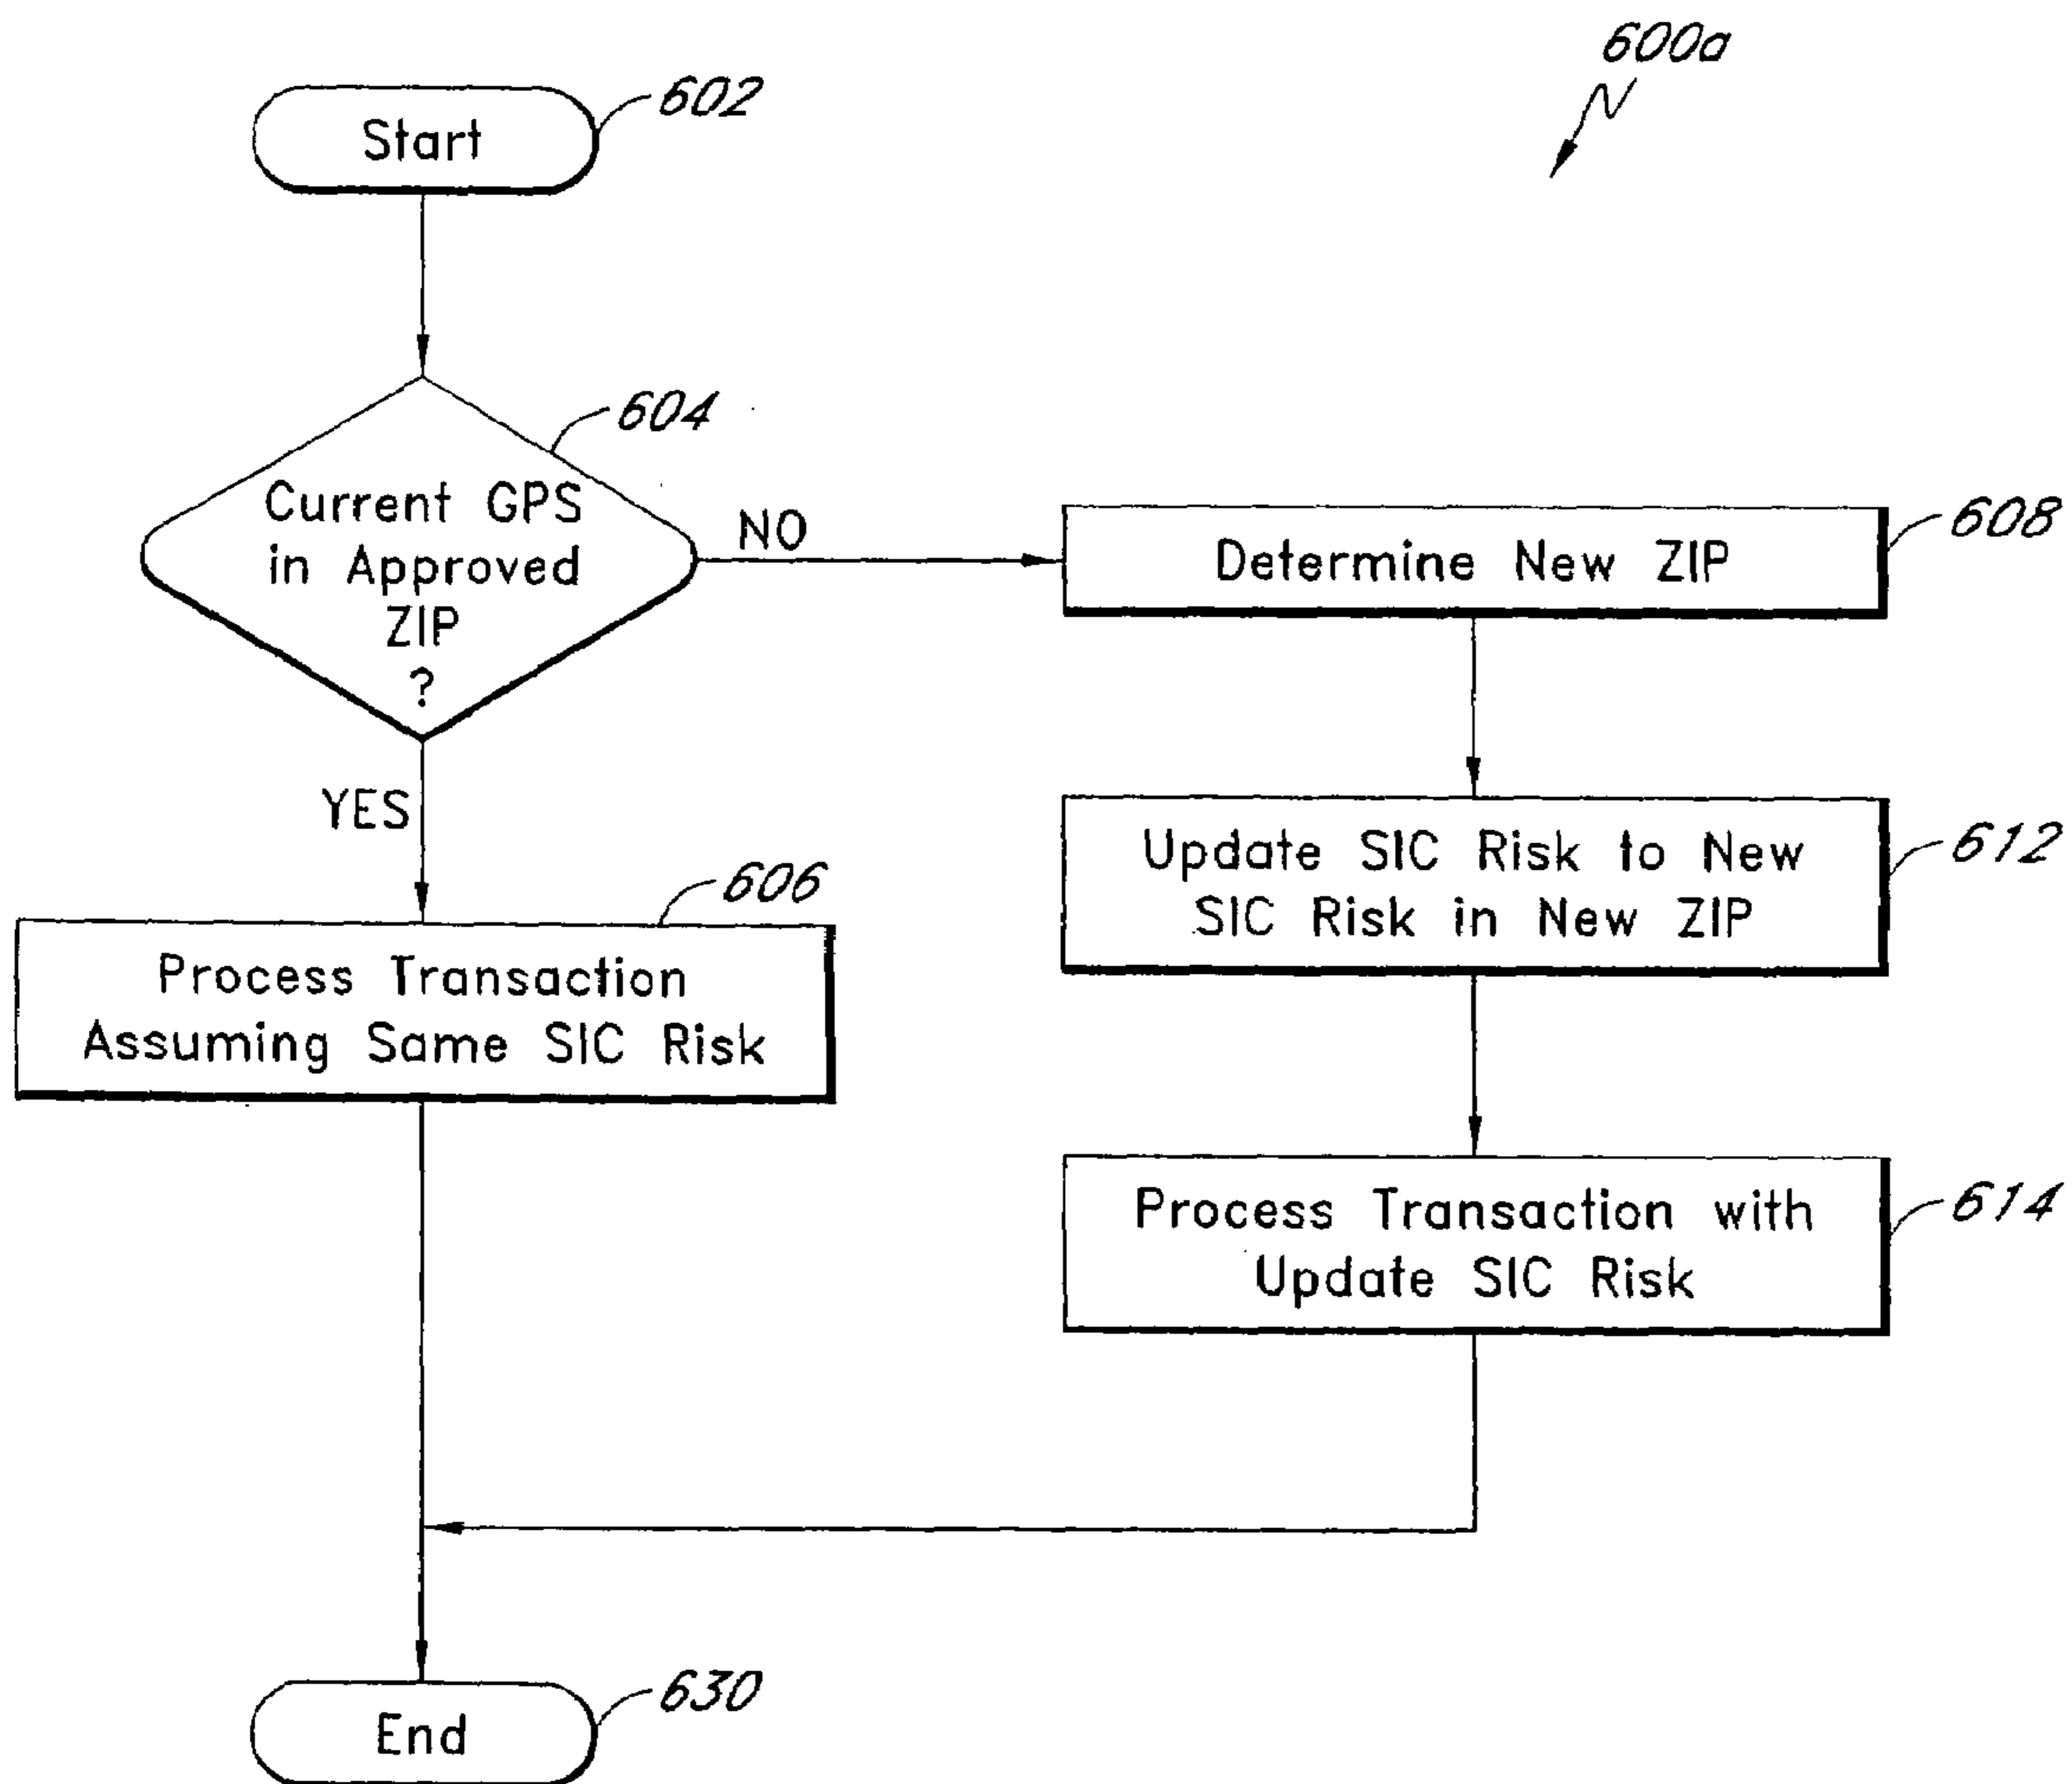 600a
Start
602
604
Current GPS
in Approved
ZIP
?
NO
Determine New ZIP
608
YES
Update SIC Risk to New
SIC Risk in New ZIP
612
606
Process Transaction
Assuming Same SIC Risk
Process Transaction with
Update SIC Risk
614
End
630